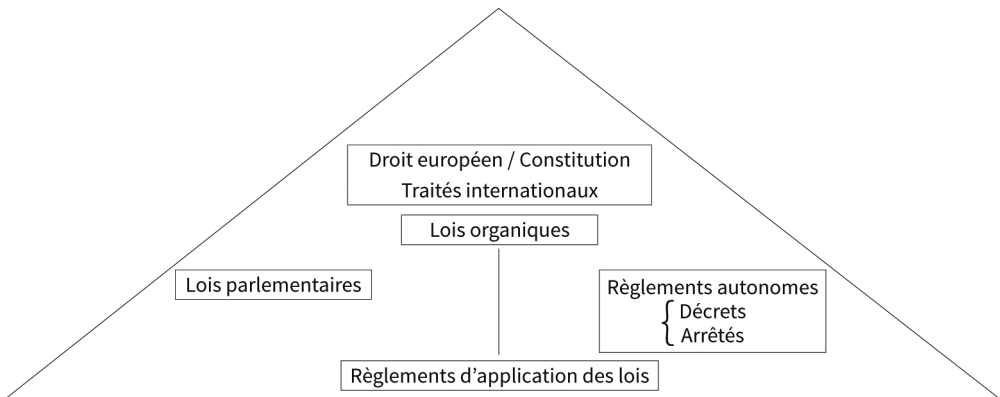 Droit européen / Constitution
Traités internationaux
Lois organiques
Lois parlementaires
Règlements autonomes
Décrets
Arrêtés
Règlements d’application des lois